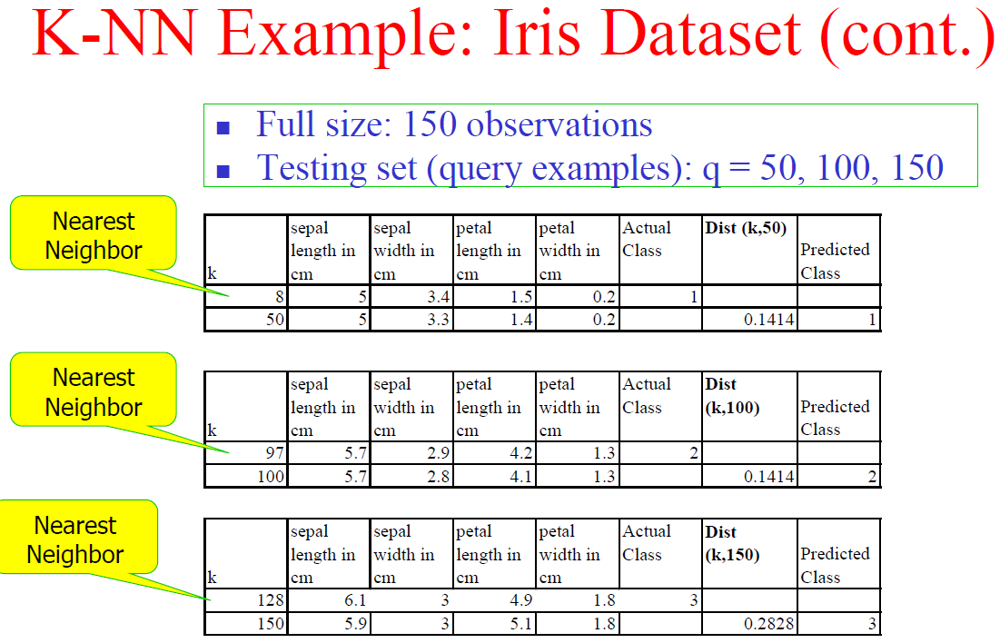 K-NN Example: Iris Dataset (cont.)
▪ Full size: 150 observations
▪ Testing set (query examples): q = 50, 100, 150
Nearest
Neighbor
k | sepal length in cm | sepal width in cm | petal length in cm | petal width in cm | Actual Class | Dist (k,50) | Predicted Class
8 | 5 | 3.4 | 1.5 | 0.2 | 1 | |
50 | 5 | 3.3 | 1.4 | 0.2 | | 0.1414 | 1
Nearest
Neighbor
k | sepal length in cm | sepal width in cm | petal length in cm | petal width in cm | Actual Class | Dist (k,100) | Predicted Class
97 | 5.7 | 2.9 | 4.2 | 1.3 | 2 | |
100 | 5.7 | 2.8 | 4.1 | 1.3 | | 0.1414 | 2
Nearest
Neighbor
k | sepal length in cm | sepal width in cm | petal length in cm | petal width in cm | Actual Class | Dist (k,150) | Predicted Class
128 | 6.1 | 3 | 4.9 | 1.8 | 3 | |
150 | 5.9 | 3 | 5.1 | 1.8 | | 0.2828 | 3